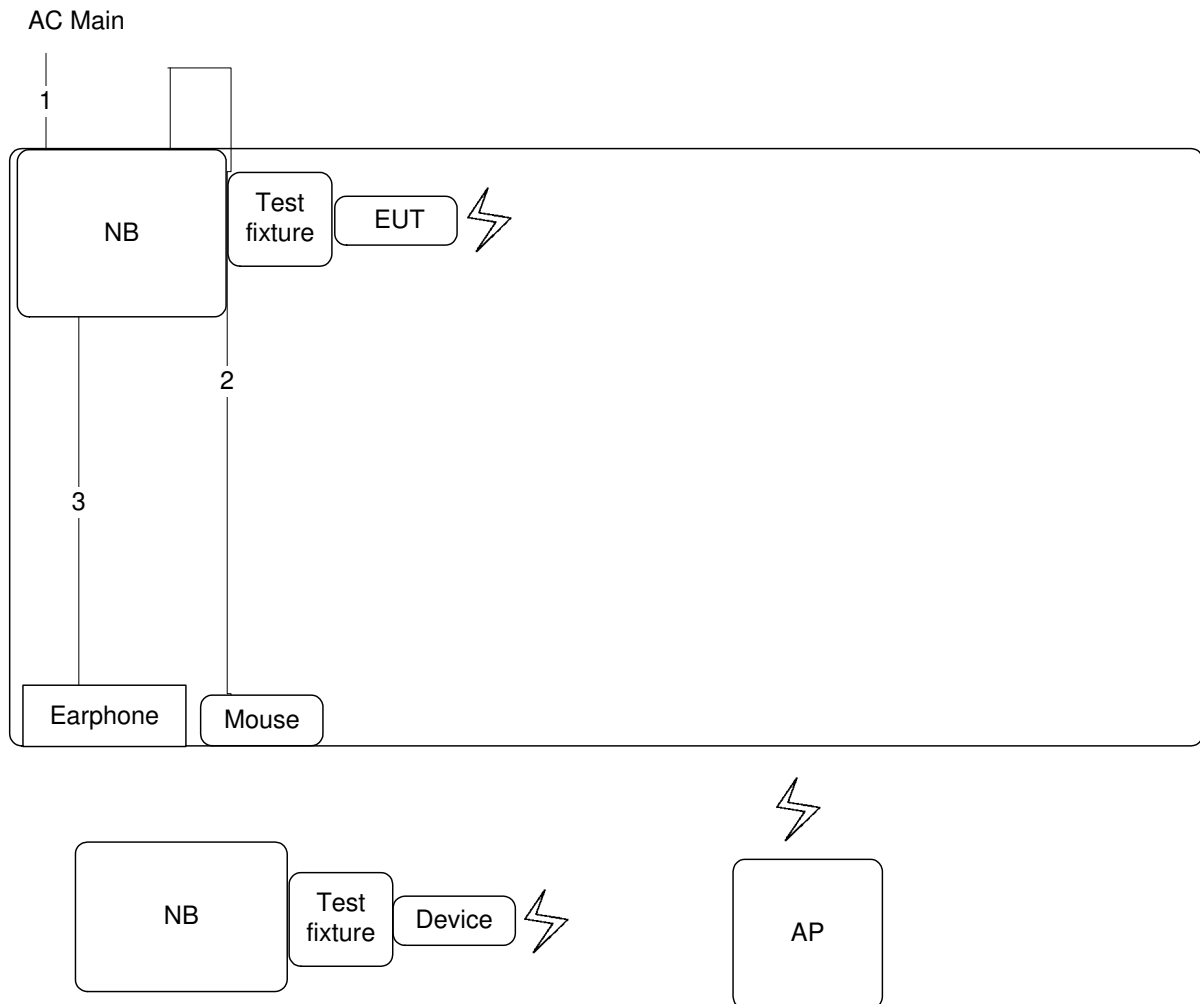 AC Main
1
NB
Test
fixture
EUT
2
3
Earphone
Mouse
NB
Test
fixture
Device
AP